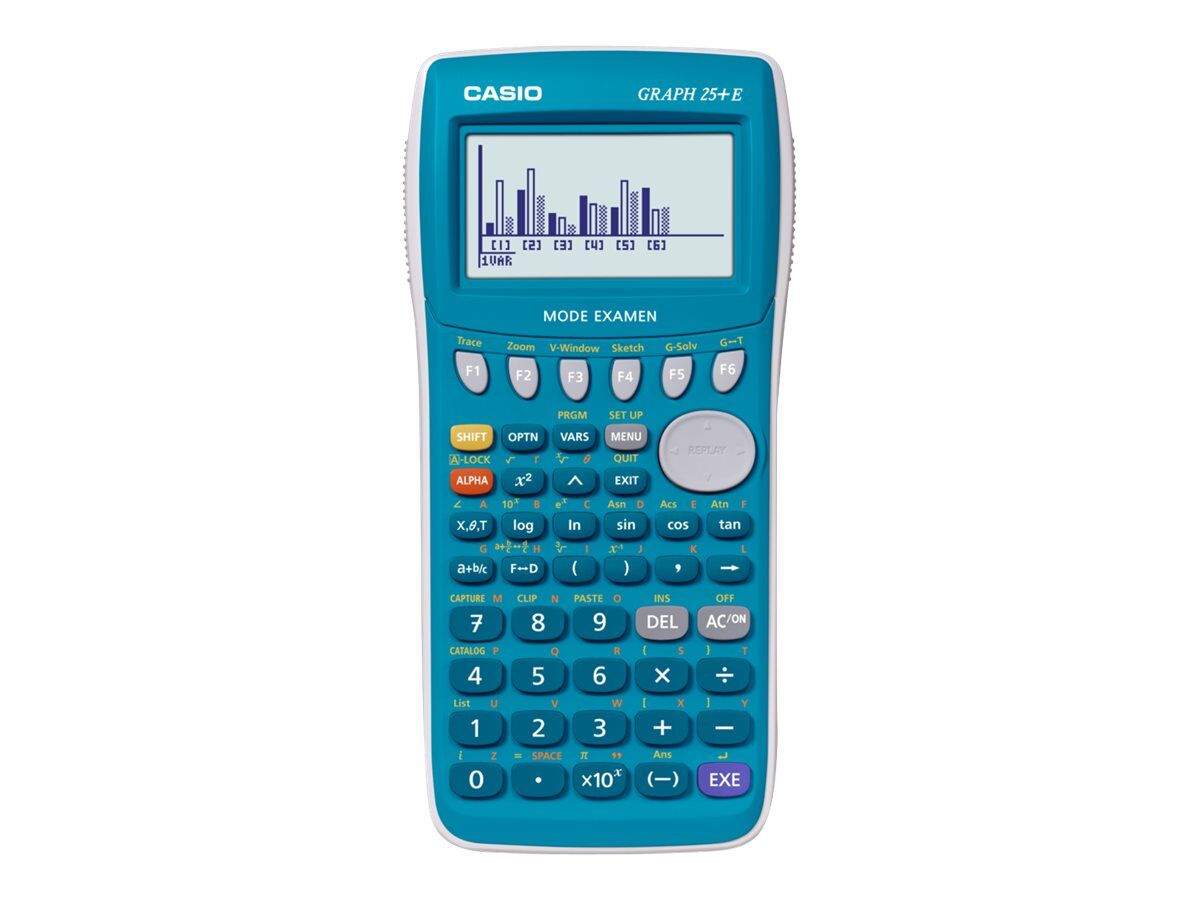 CASIO GRAPH 25+E
[1] [2] [3] [4] [5] [6]
1VAR
MODE EXAMEN
Trace Zoom V-Window Sketch G-Solv G↔T
F1 F2 F3 F4 F5 F6
PRGM SET UP
SHIFT OPTN VARS MENU
REPLAY
A-LOCK √ r ˣ√ θ QUIT
ALPHA x² ^ EXIT
∠ A 10ˣ B eˣ C Asn D Acs E Atn F
X,θ,T log ln sin cos tan
G a+b/c↔d/c H ³√ I x⁻¹ J K L
a+b/c F↔D ( ) , →
CAPTURE M CLIP N PASTE O INS OFF
7 8 9 DEL AC/ON
CATALOG P Q R { S } T
4 5 6 × ÷
List U V W [ X ] Y
1 2 3 + −
i Z = SPACE π " Ans ↵
0 . ×10ˣ (−) EXE